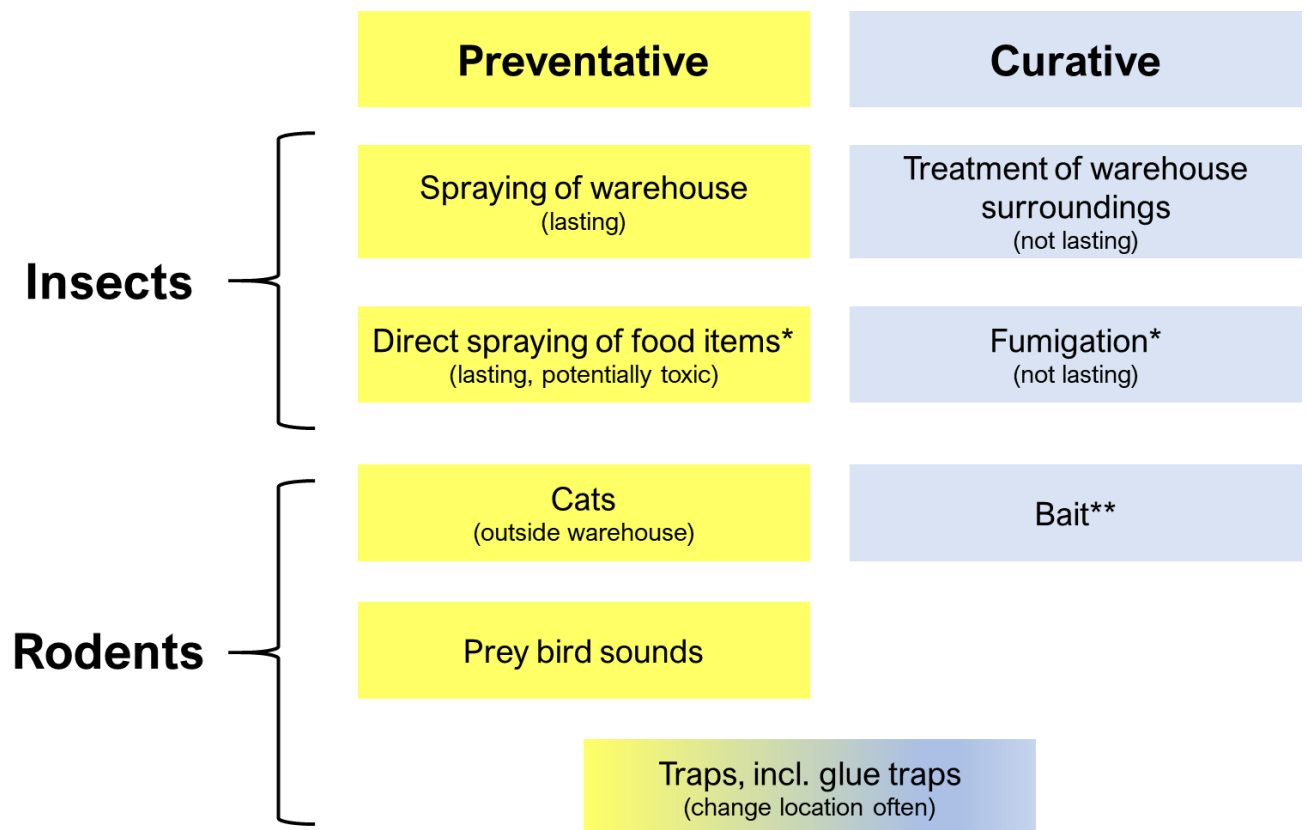 Preventative
Curative
Insects
Spraying of warehouse
(lasting)
Treatment of warehouse
surroundings
(not lasting)
Direct spraying of food items*
(lasting, potentially toxic)
Fumigation*
(not lasting)
Rodents
Cats
(outside warehouse)
Bait**
Prey bird sounds
Traps, incl. glue traps
(change location often)